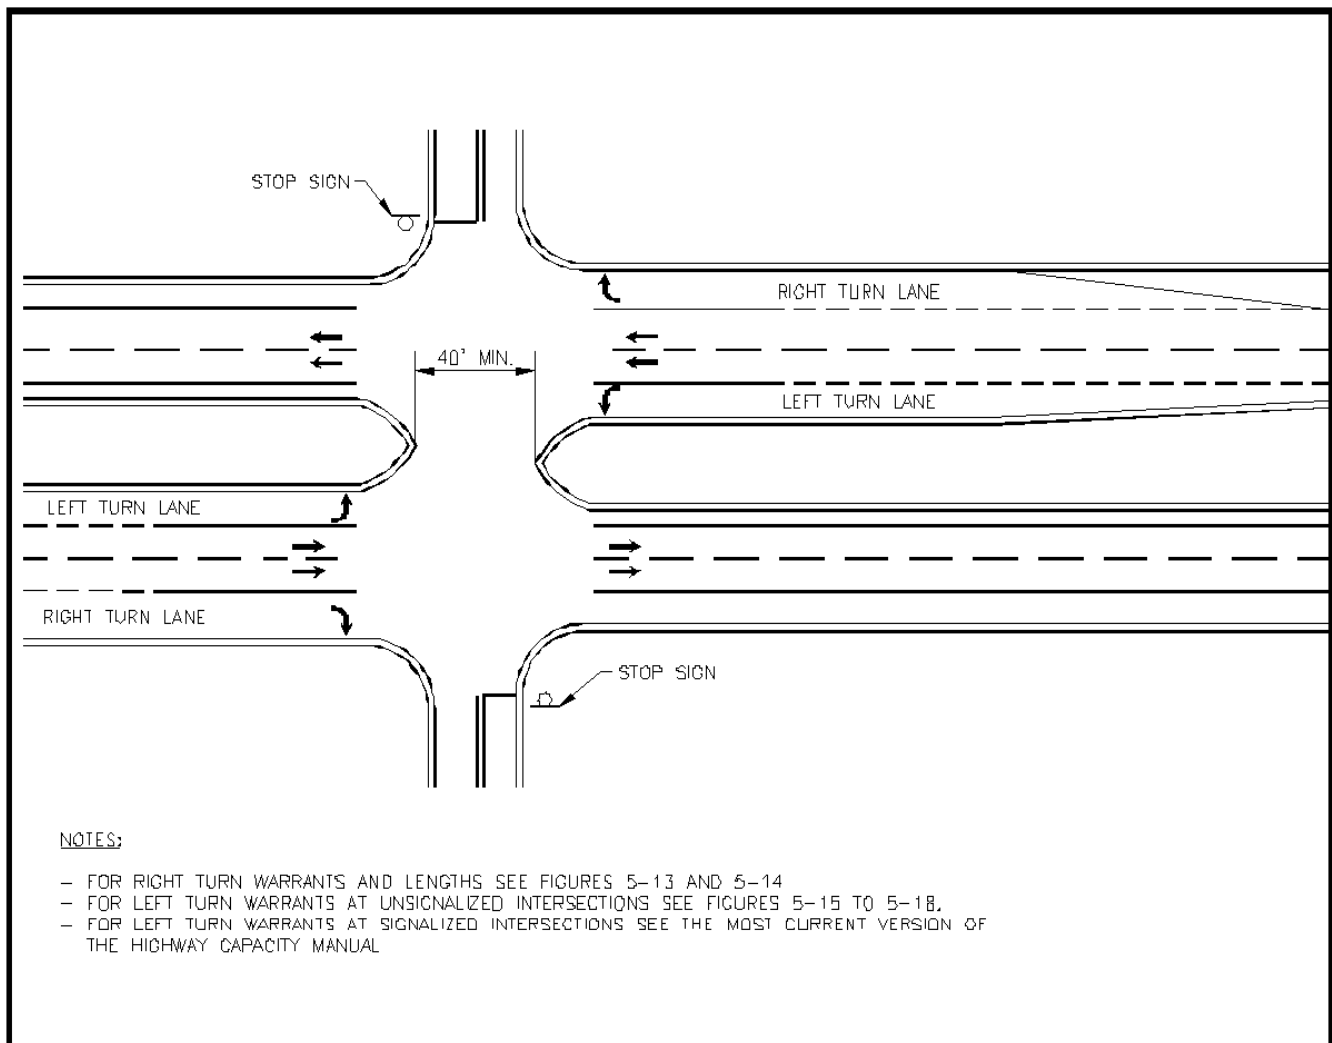 STOP SIGN
RIGHT TURN LANE
40' MIN.
LEFT TURN LANE
LEFT TURN LANE
RIGHT TURN LANE
STOP SIGN
NOTES:
- FOR RIGHT TURN WARRANTS AND LENGTHS SEE FIGURES 5-13 AND 5-14
- FOR LEFT TURN WARRANTS AT UNSIGNALIZED INTERSECTIONS SEE FIGURES 5-15 TO 5-18.
- FOR LEFT TURN WARRANTS AT SIGNALIZED INTERSECTIONS SEE THE MOST CURRENT VERSION OF
THE HIGHWAY CAPACITY MANUAL